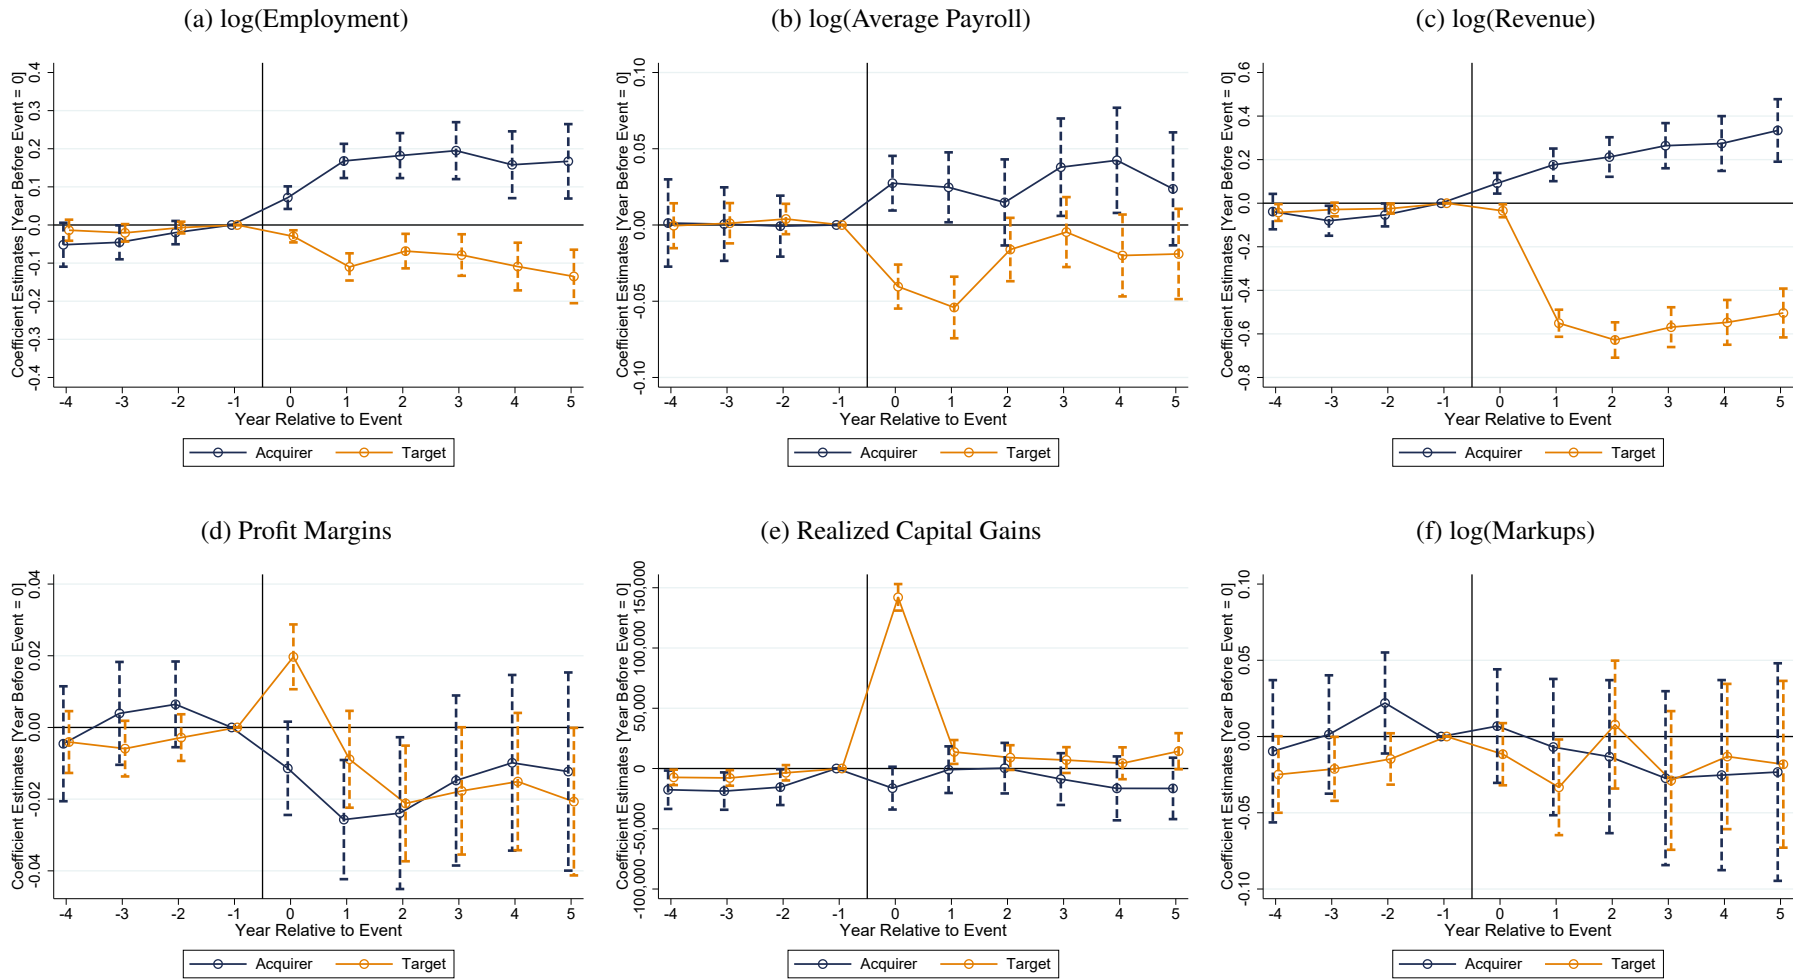 (a) log(Employment)
Coefficient Estimates [Year Before Event = 0]
0.4
0.3
0.2
0.1
0.0
-0.1
-0.2
-0.3
-0.4
-4 -3 -2 -1 0 1 2 3 4 5
Year Relative to Event
Acquirer Target
(b) log(Average Payroll)
Coefficient Estimates [Year Before Event = 0]
0.10
0.05
0.00
-0.05
-0.10
-4 -3 -2 -1 0 1 2 3 4 5
Year Relative to Event
Acquirer Target
(c) log(Revenue)
Coefficient Estimates [Year Before Event = 0]
0.6
0.4
0.2
0.0
-0.2
-0.4
-0.6
-0.8
-4 -3 -2 -1 0 1 2 3 4 5
Year Relative to Event
Acquirer Target
(d) Profit Margins
Coefficient Estimates [Year Before Event = 0]
0.04
0.02
0.00
-0.02
-0.04
-4 -3 -2 -1 0 1 2 3 4 5
Year Relative to Event
Acquirer Target
(e) Realized Capital Gains
Coefficient Estimates [Year Before Event = 0]
150,000
100,000
50,000
0
-50,000
-100,000
-4 -3 -2 -1 0 1 2 3 4 5
Year Relative to Event
Acquirer Target
(f) log(Markups)
Coefficient Estimates [Year Before Event = 0]
0.10
0.05
0.00
-0.05
-0.10
-4 -3 -2 -1 0 1 2 3 4 5
Year Relative to Event
Acquirer Target